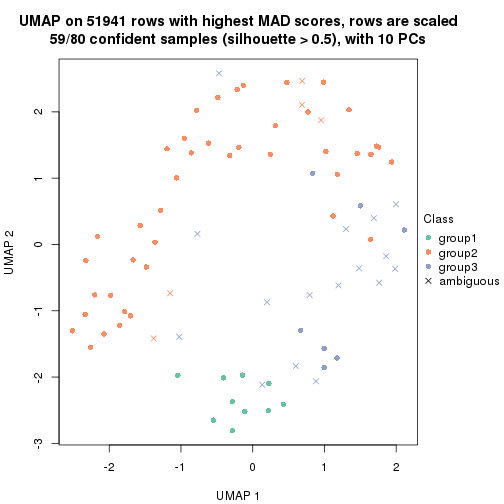 UMAP on 51941 rows with highest MAD scores, rows are scaled
59/80 confident samples (silhouette > 0.5), with 10 PCs
UMAP 2
2
1
0
-1
-2
-3
-2
-1
0
1
2
UMAP 1
Class
group1
group2
group3
ambiguous